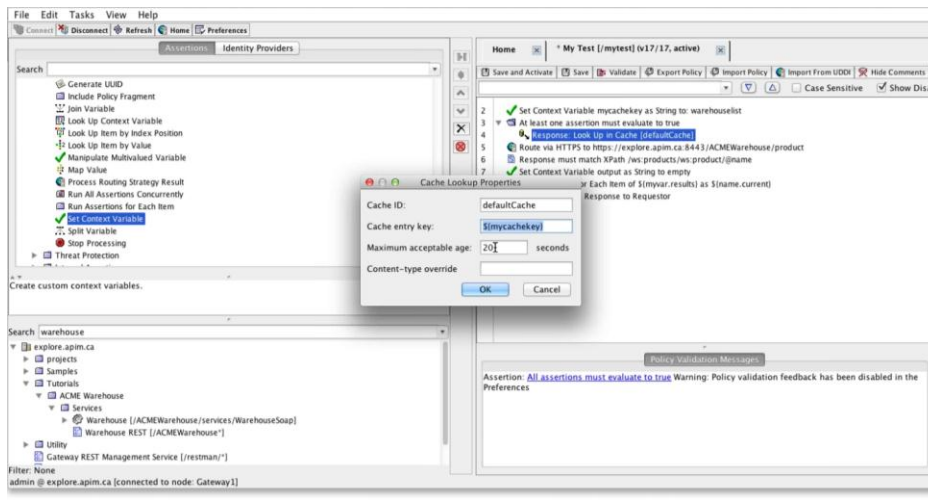 File Edit Tasks View Help
Connect Disconnect Refresh Home Preferences
Assertions Identity Providers
Search
Generate UUID
Include Policy Fragment
Join Variable
Look Up Context Variable
Look Up Item by Index Position
Look Up Item by Value
Manipulate Multivalued Variable
Map Value
Process Routing Strategy Result
Run All Assertions Concurrently
Run Assertions for Each Item
Set Context Variable
Split Variable
Stop Processing
Threat Protection
Create custom context variables.
Search warehouse
explore.apim.ca
projects
Samples
Tutorials
ACME Warehouse
Services
Warehouse [/ACMEWarehouse/services/WarehouseSoap]
Warehouse REST [/ACMEWarehouse*]
Utility
Gateway REST Management Service [/restman/*]
Filter: None
admin @ explore.apim.ca [connected to node: Gateway1]
Home * My Test [/mytest] (v17/17, active)
Save and Activate Save Validate Export Policy Import Policy Import From UDDI Hide Comments
Case Sensitive Show Dis
2 Set Context Variable mycachekey as String to: warehouselist
3 At least one assertion must evaluate to true
4 Response: Look Up in Cache [defaultCache]
5 Route via HTTPS to https://explore.apim.ca:8443/ACMEWarehouse/product
6 Response must match XPath /ws:products/ws:product/@name
7 Set Context Variable output as String to empty
r Each Item of ${myvar.results} as ${name.current}
Response to Requestor
Cache Lookup Properties
Cache ID: defaultCache
Cache entry key: ${mycachekey}
Maximum acceptable age: 20 seconds
Content-type override
OK Cancel
Policy Validation Messages
Assertion: All assertions must evaluate to true Warning: Policy validation feedback has been disabled in the
Preferences